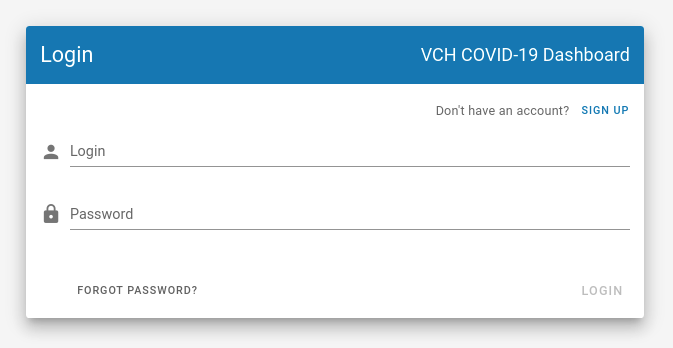 Login
VCH COVID-19 Dashboard
Don't have an account? SIGN UP
Login
Password
FORGOT PASSWORD?
LOGIN